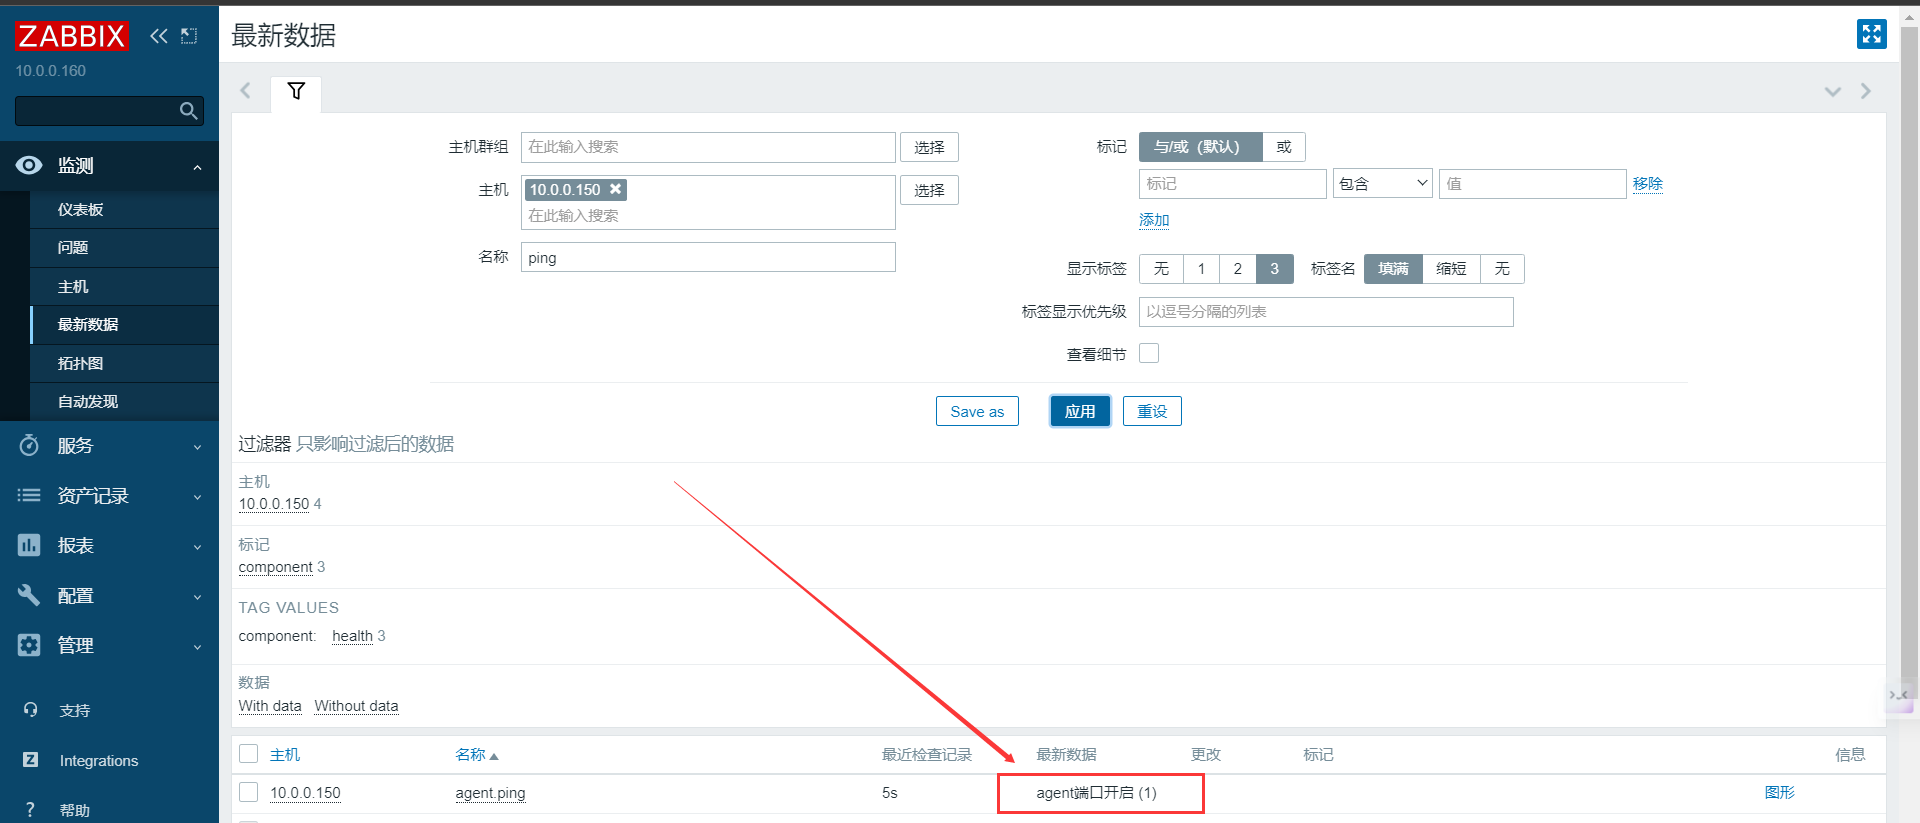 ZABBIX
10.0.0.160
监测
仪表板
问题
主机
最新数据
拓扑图
自动发现
服务
资产记录
报表
配置
管理
支持
Integrations
帮助
最新数据
主机群组 在此输入搜索 选择
主机 10.0.0.150 选择
在此输入搜索
名称 ping
标记 与/或（默认） 或
标记 包含 值 移除
添加
显示标签 无 1 2 3 标签名 填满 缩短 无
标签显示优先级 以逗号分隔的列表
查看细节
Save as 应用 重设
过滤器 只影响过滤后的数据
主机
10.0.0.150 4
标记
component 3
TAG VALUES
component: health 3
数据
With data Without data
主机 名称 最近检查记录 最新数据 更改 标记 信息
10.0.0.150 agent.ping 5s agent端口开启 (1) 图形